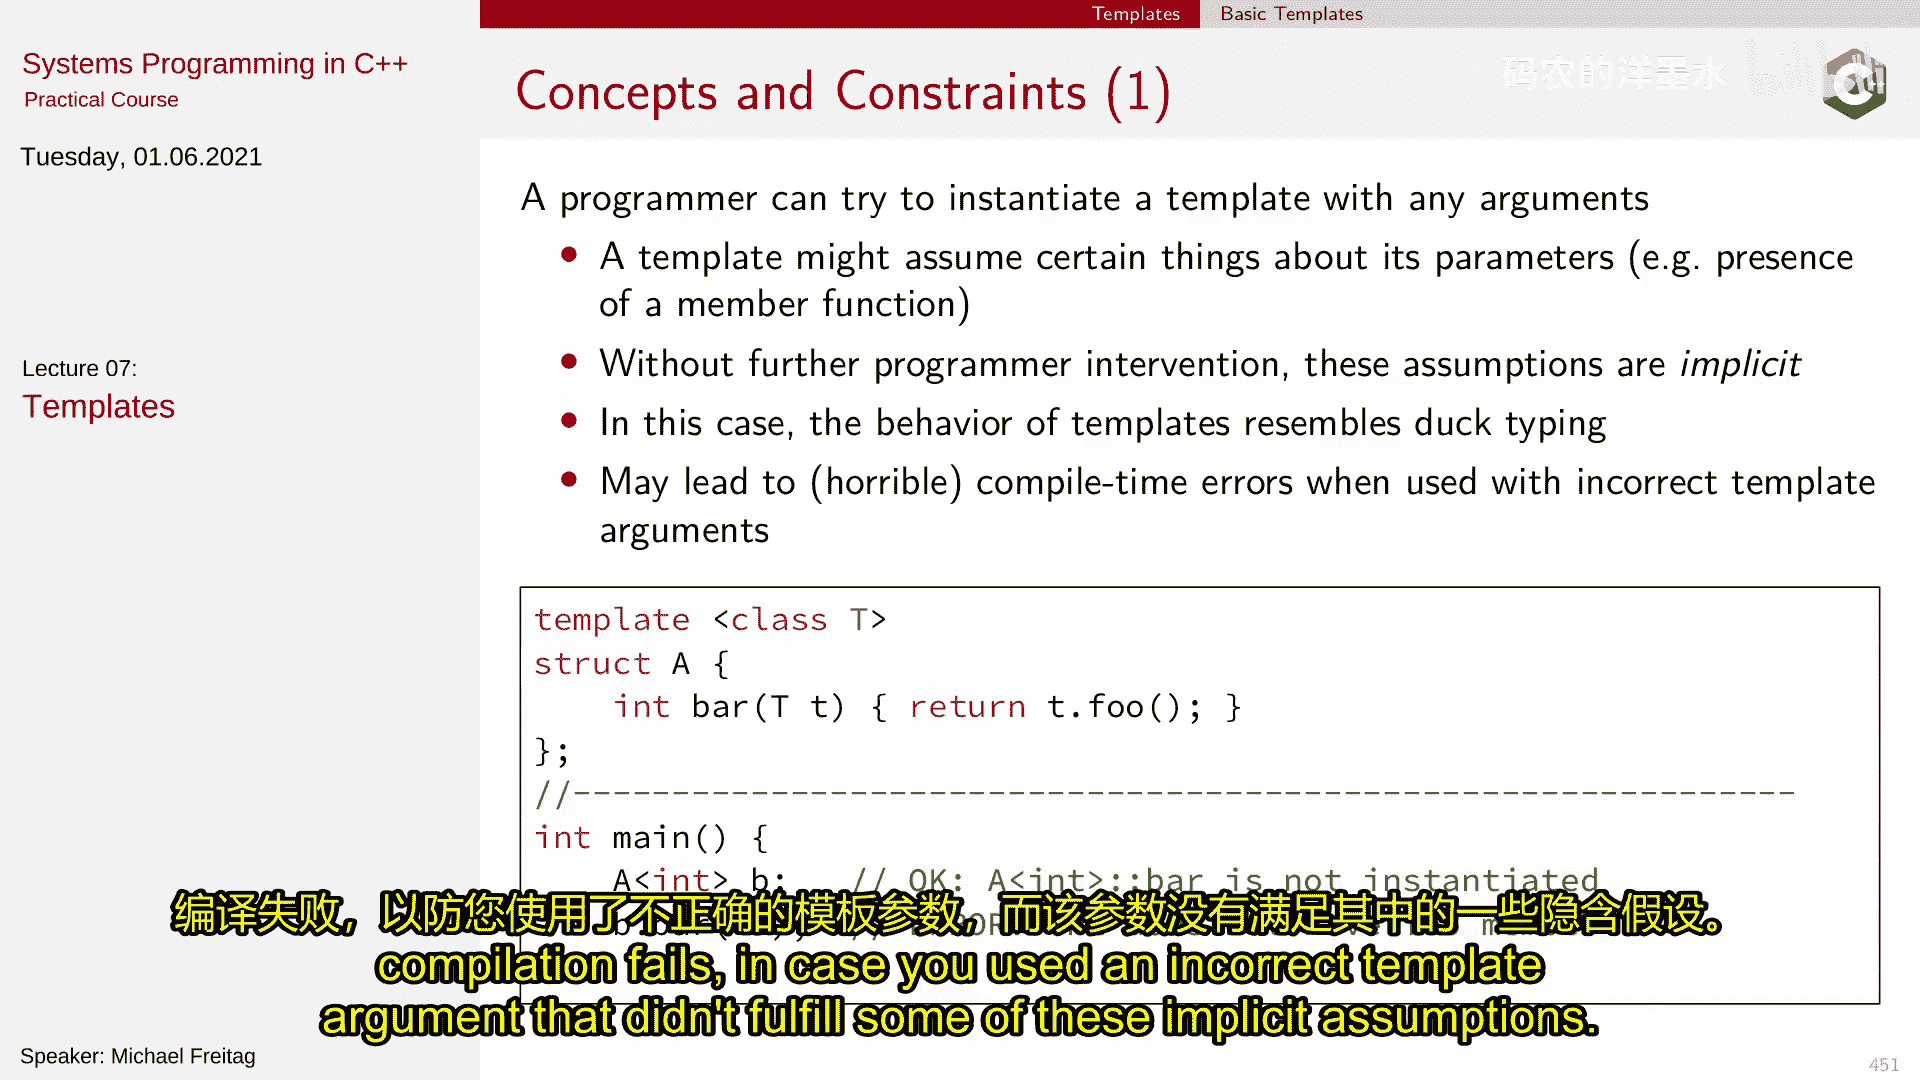 Templates
Basic Templates
Systems Programming in C++
Practical Course
Tuesday, 01.06.2021
Lecture 07:
Templates
Concepts and Constraints (1)
码农的洋墨水
A programmer can try to instantiate a template with any arguments
• A template might assume certain things about its parameters (e.g. presence
of a member function)
• Without further programmer intervention, these assumptions are implicit
• In this case, the behavior of templates resembles duck typing
• May lead to (horrible) compile-time errors when used with incorrect template
arguments
template <class T>
struct A {
int bar(T t) { return t.foo(); }
};
//---------------------------------------------------------------
int main() {
A<int> b; // OK: A<int>::bar is not instantiated
编译失败，以防您使用了不正确的模板参数，而该参数没有满足其中的一些隐含假设。
compilation fails, in case you used an incorrect template
argument that didn't fulfill some of these implicit assumptions.
Speaker: Michael Freitag
451